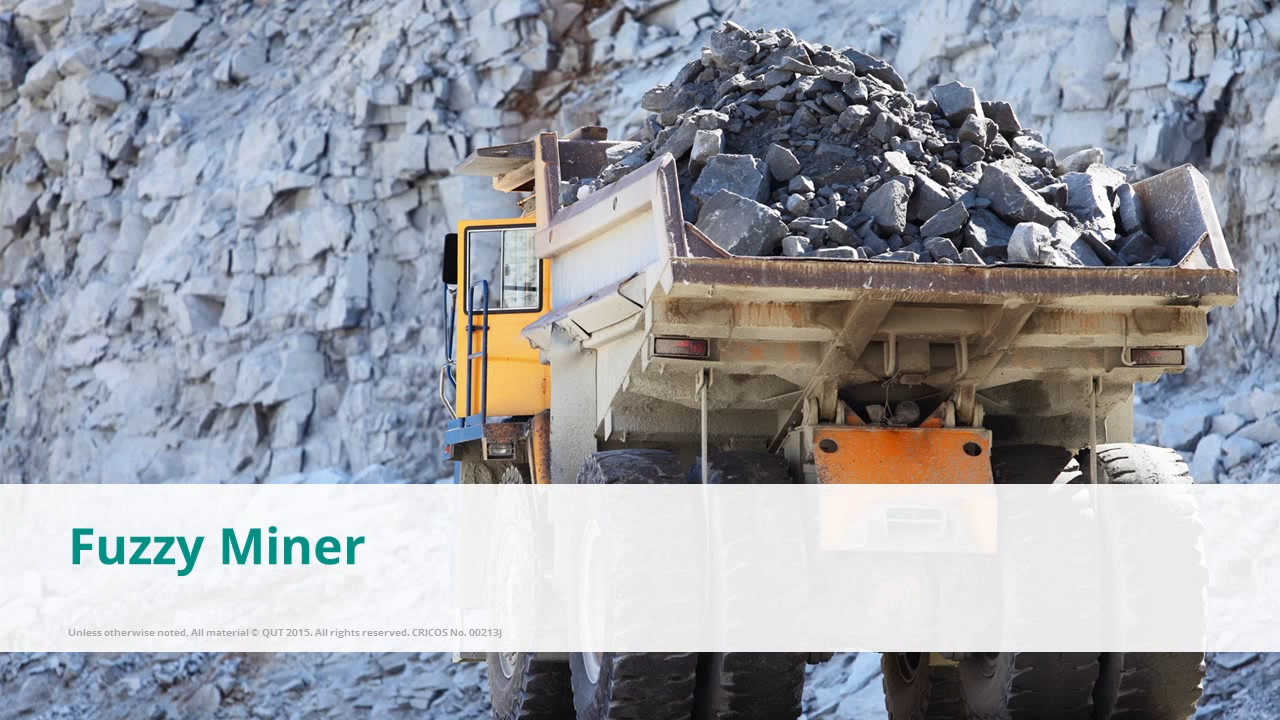 Fuzzy Miner
Unless otherwise noted, All material © QUT 2015. All rights reserved. CRICOS No. 00213J